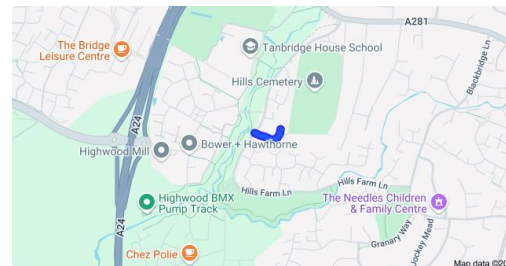 A281
The Bridge
Leisure Centre
Tanbridge House School
Hills Cemetery
Blackbridge Ln
A24
Bower + Hawthorne
Highwood Mill
Hills Farm Ln
Hills Farm Ln
Highwood BMX
Pump Track
The Needles Children
& Family Centre
A24
Granary Way
Jockey Mead
Chez Polie
Map data ©20